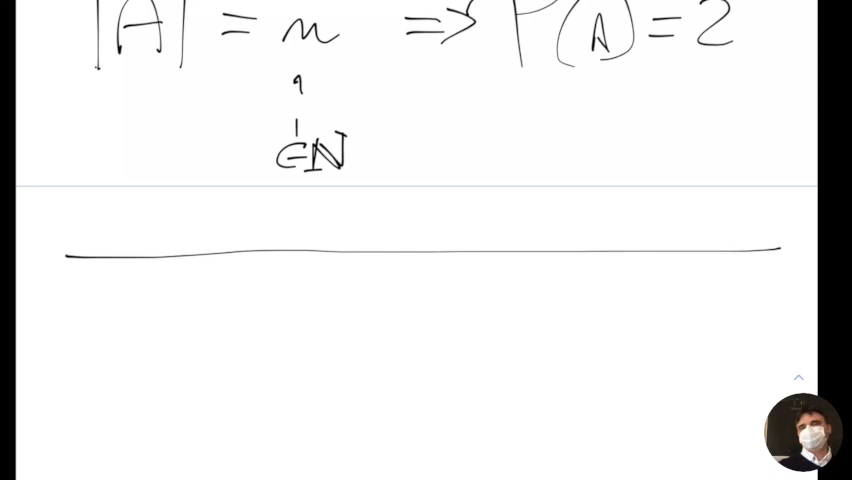 |A| = n => P(A) = 2
∈ℕ